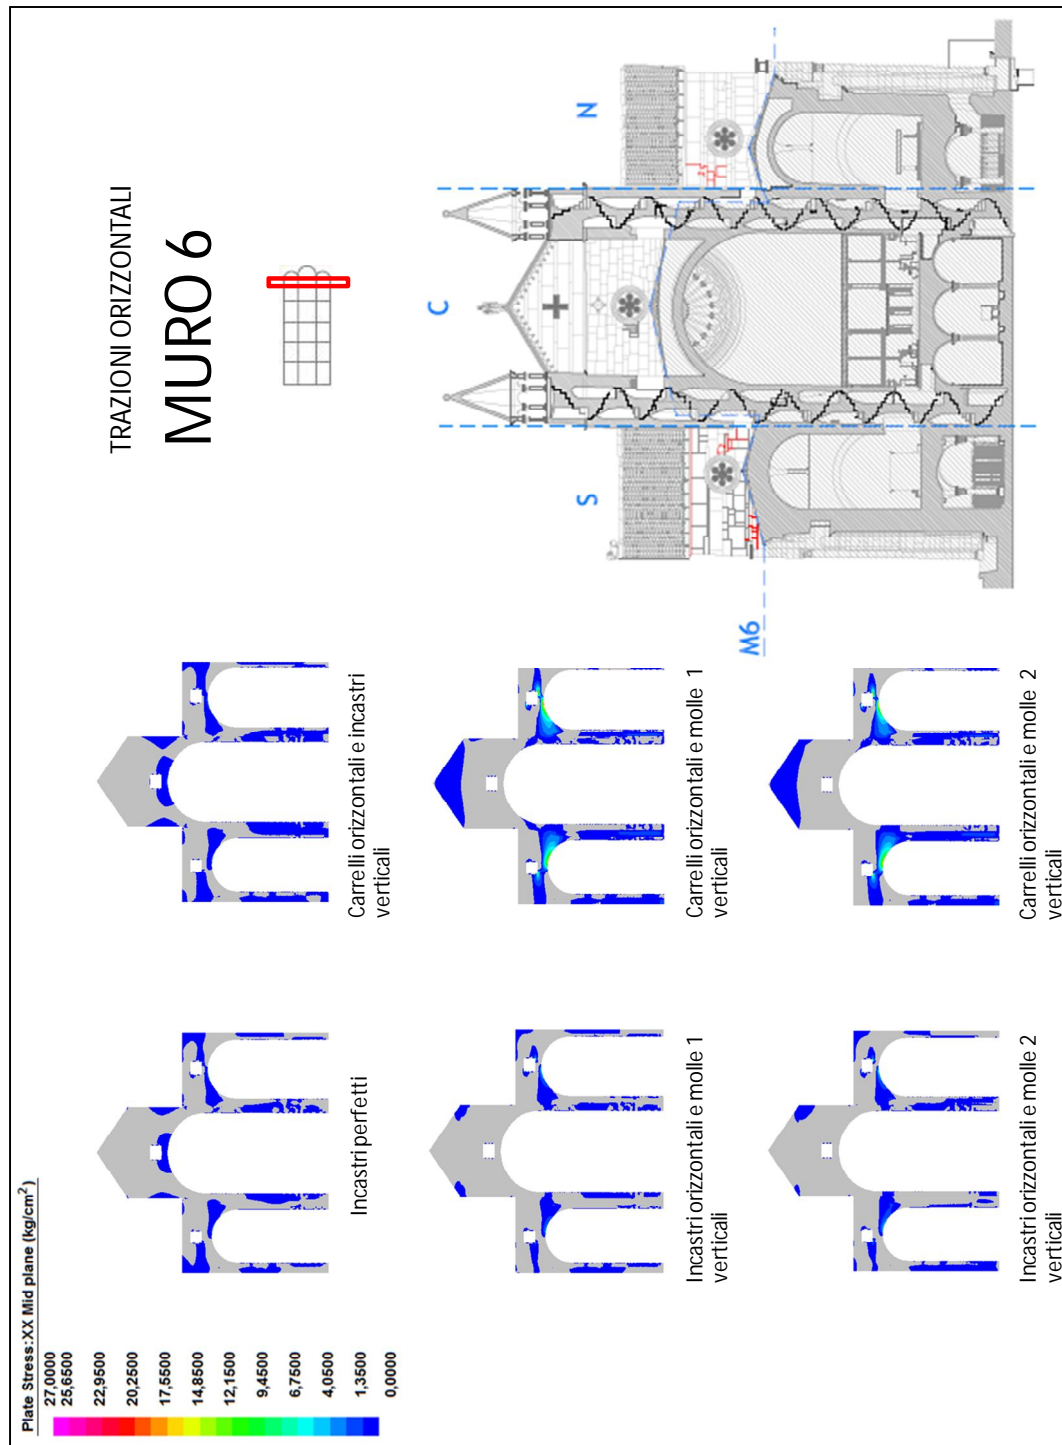 TRAZIONI ORIZZONTALI
MURO 6
S
C
N
M6
Plate Stress:XX Mid plane (kg/cm²)
27,0000
25,6500
22,9500
20,2500
17,5500
14,8500
12,1500
9,4500
6,7500
4,0500
1,3500
0,0000
Incastri perfetti
Carrelli orizzontali e incastri
verticali
Incastri orizzontali e molle 1
verticali
Carrelli orizzontali e molle 1
verticali
Incastri orizzontali e molle 2
verticali
Carrelli orizzontali e molle 2
verticali